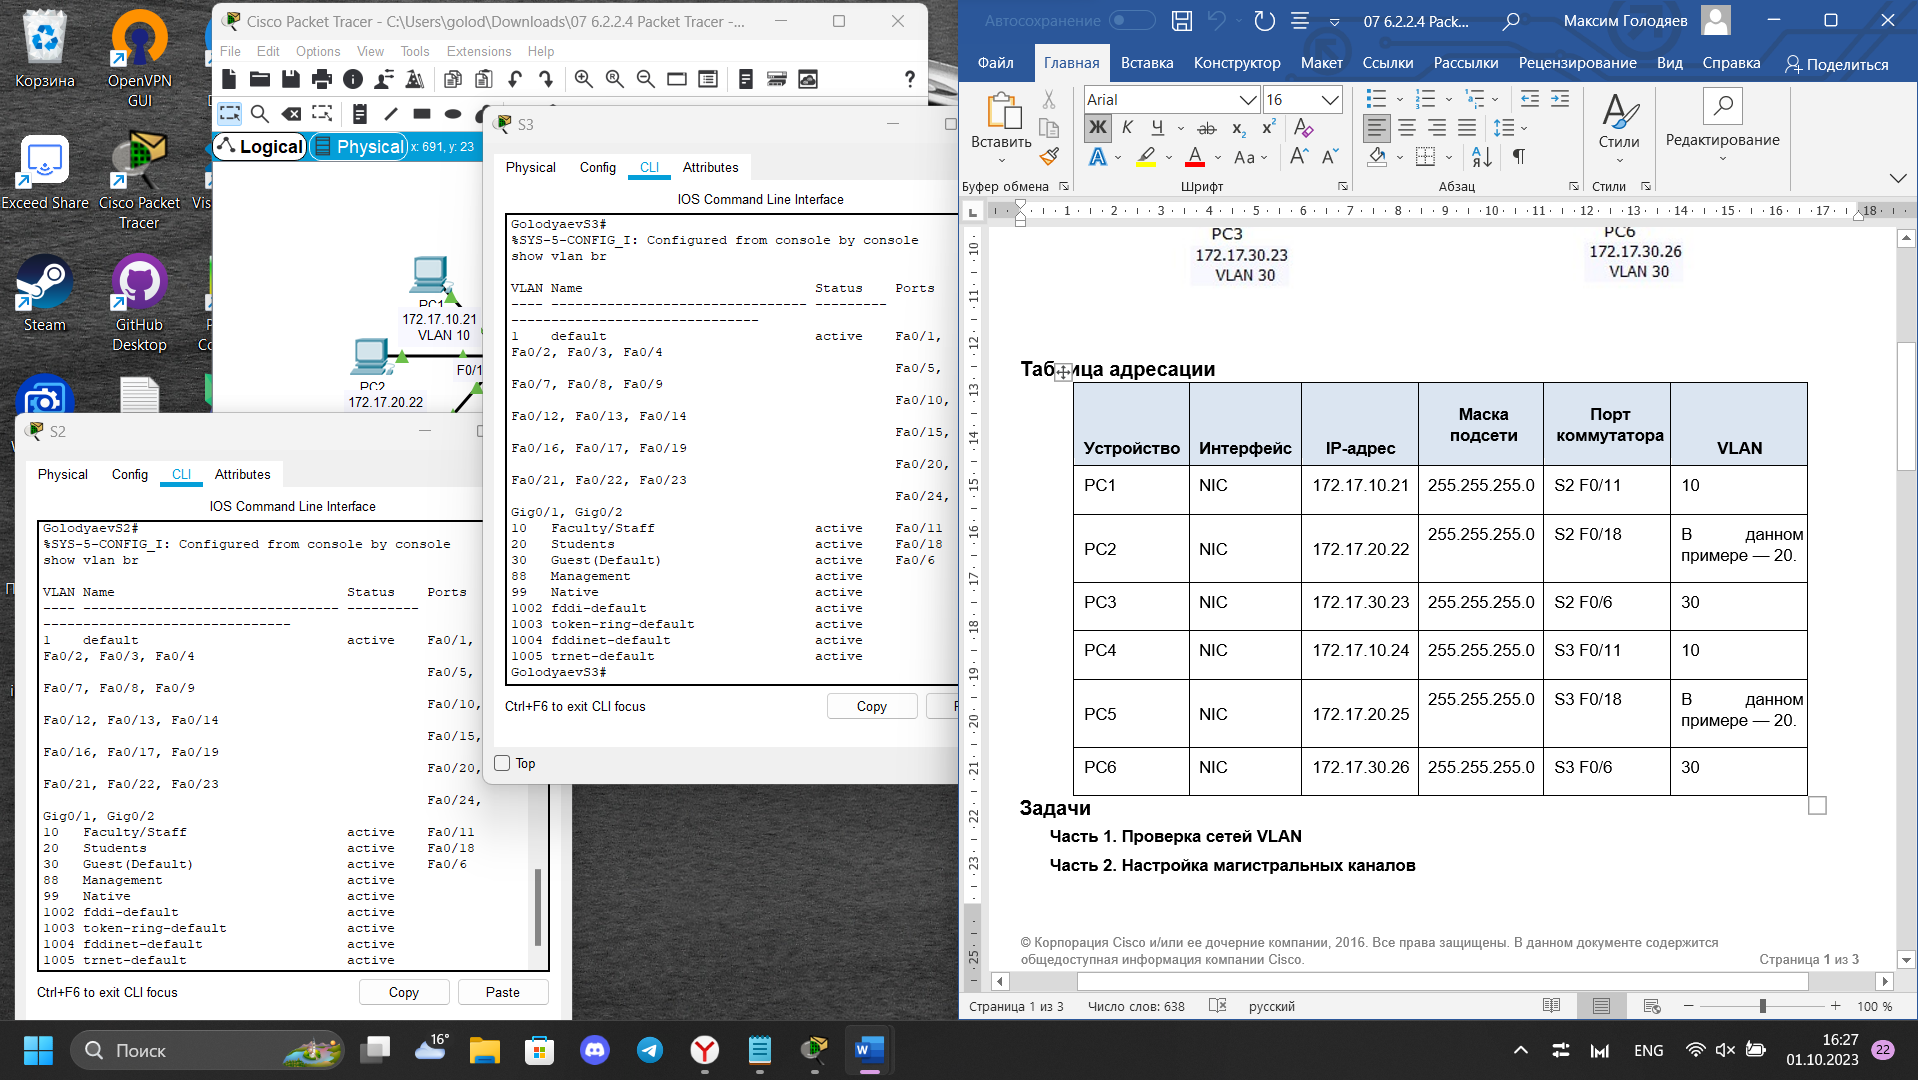 Корзина
OpenVPN GUI
Exceed Share
Cisco Packet Tracer
Steam
GitHub Desktop
Cisco Packet Tracer - C:\Users\golod\Downloads\07 6.2.2.4 Packet Tracer -...
File Edit Options View Tools Extensions Help
Logical Physical x: 691, y: 23
PC1
172.17.10.21
VLAN 10
PC2
172.17.20.22
F0/1
S3
Physical Config CLI Attributes
IOS Command Line Interface
GolodyaevS3#
%SYS-5-CONFIG_I: Configured from console by console
show vlan br
VLAN Name Status Ports
---- -------------------------------- ---------
-------------------------------
1 default active Fa0/1,
Fa0/2, Fa0/3, Fa0/4
Fa0/5,
Fa0/7, Fa0/8, Fa0/9
Fa0/10,
Fa0/12, Fa0/13, Fa0/14
Fa0/15,
Fa0/16, Fa0/17, Fa0/19
Fa0/20,
Fa0/21, Fa0/22, Fa0/23
Fa0/24,
Gig0/1, Gig0/2
10 Faculty/Staff active Fa0/11
20 Students active Fa0/18
30 Guest(Default) active Fa0/6
88 Management active
99 Native active
1002 fddi-default active
1003 token-ring-default active
1004 fddinet-default active
1005 trnet-default active
GolodyaevS3#
Ctrl+F6 to exit CLI focus
Copy
Top
S2
Physical Config CLI Attributes
IOS Command Line Interface
GolodyaevS2#
%SYS-5-CONFIG_I: Configured from console by console
show vlan br
VLAN Name Status Ports
---- -------------------------------- ---------
-------------------------------
1 default active Fa0/1,
Fa0/2, Fa0/3, Fa0/4
Fa0/5,
Fa0/7, Fa0/8, Fa0/9
Fa0/10,
Fa0/12, Fa0/13, Fa0/14
Fa0/15,
Fa0/16, Fa0/17, Fa0/19
Fa0/20,
Fa0/21, Fa0/22, Fa0/23
Fa0/24,
Gig0/1, Gig0/2
10 Faculty/Staff active Fa0/11
20 Students active Fa0/18
30 Guest(Default) active Fa0/6
88 Management active
99 Native active
1002 fddi-default active
1003 token-ring-default active
1004 fddinet-default active
1005 trnet-default active
Ctrl+F6 to exit CLI focus
Copy Paste
Автосохранение 07 6.2.2.4 Pack... Максим Голодяев
Файл Главная Вставка Конструктор Макет Ссылки Рассылки Рецензирование Вид Справка Поделиться
Arial 16
Вставить Стили Редактирование
Буфер обмена Шрифт Абзац Стили
1 2 3 4 5 6 7 8 9 10 11 12 13 14 15 16 17 18
PC3
172.17.30.23
VLAN 30
PC6
172.17.30.26
VLAN 30
Таблица адресации
Устройство Интерфейс IP-адрес Маска подсети Порт коммутатора VLAN
PC1 NIC 172.17.10.21 255.255.255.0 S2 F0/11 10
PC2 NIC 172.17.20.22 255.255.255.0 S2 F0/18 В данном примере — 20.
PC3 NIC 172.17.30.23 255.255.255.0 S2 F0/6 30
PC4 NIC 172.17.10.24 255.255.255.0 S3 F0/11 10
PC5 NIC 172.17.20.25 255.255.255.0 S3 F0/18 В данном примере — 20.
PC6 NIC 172.17.30.26 255.255.255.0 S3 F0/6 30
Задачи
Часть 1. Проверка сетей VLAN
Часть 2. Настройка магистральных каналов
© Корпорация Cisco и/или ее дочерние компании, 2016. Все права защищены. В данном документе содержится
общедоступная информация компании Cisco. Страница 1 из 3
Страница 1 из 3 Число слов: 638 русский 100 %
Поиск 16° ENG 16:27
01.10.2023 22